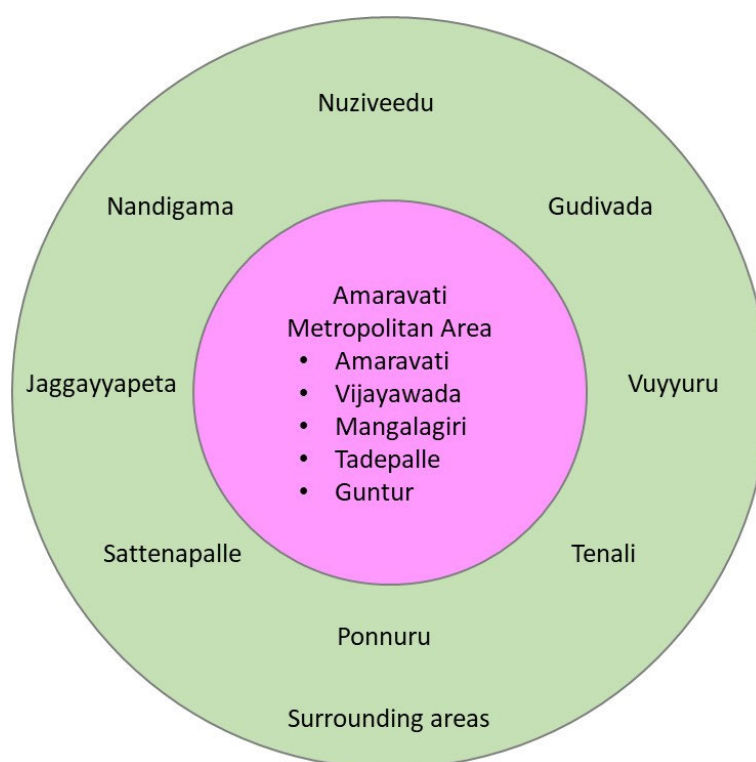 Nuziveedu
Nandigama
Gudivada
Amaravati
Metropolitan Area
• Amaravati
• Vijayawada
• Mangalagiri
• Tadepalle
• Guntur
Jaggayyapeta
Vuyyuru
Sattenapalle
Tenali
Ponnuru
Surrounding areas